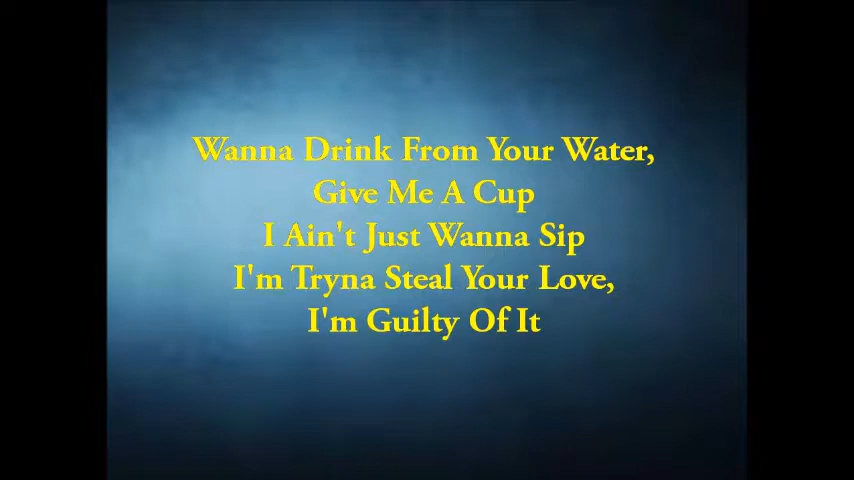 Wanna Drink From Your Water,
Give Me A Cup
I Ain't Just Wanna Sip
I'm Tryna Steal Your Love,
I'm Guilty Of It